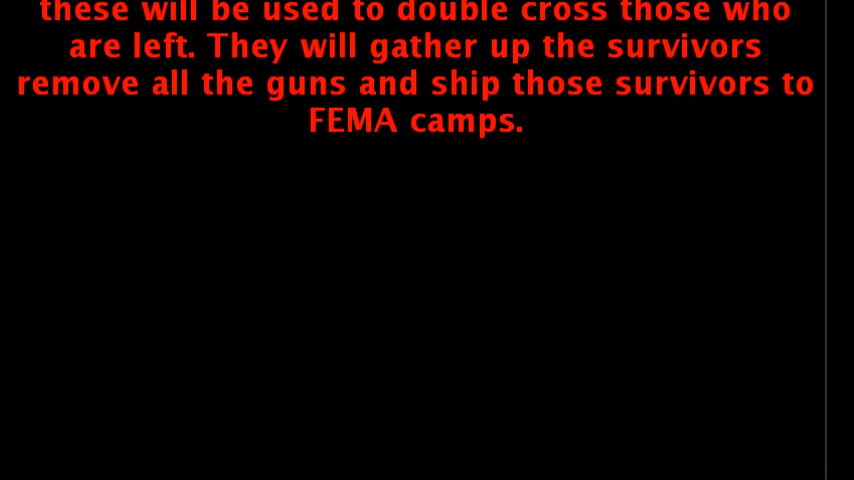 these will be used to double cross those who
are left. They will gather up the survivors
remove all the guns and ship those survivors to
FEMA camps.